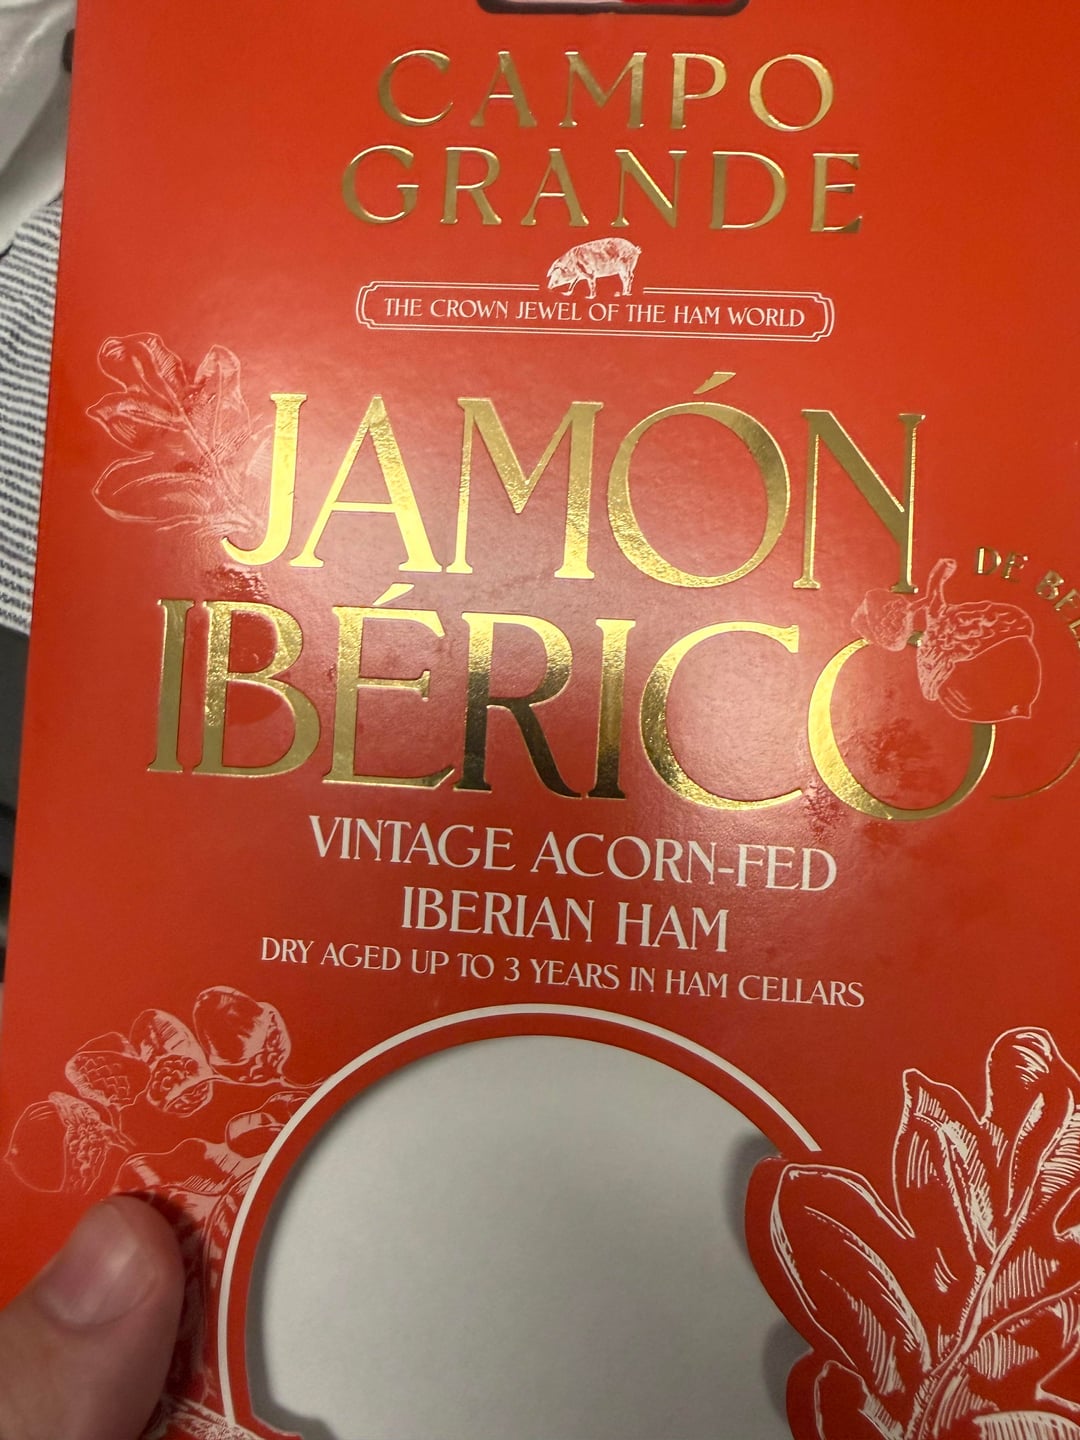 CAMPO
GRANDE
THE CROWN JEWEL OF THE HAM WORLD
JAMÓN
IBÉRICO
DE
VINTAGE ACORN-FED
IBERIAN HAM
DRY AGED UP TO 3 YEARS IN HAM CELLARS